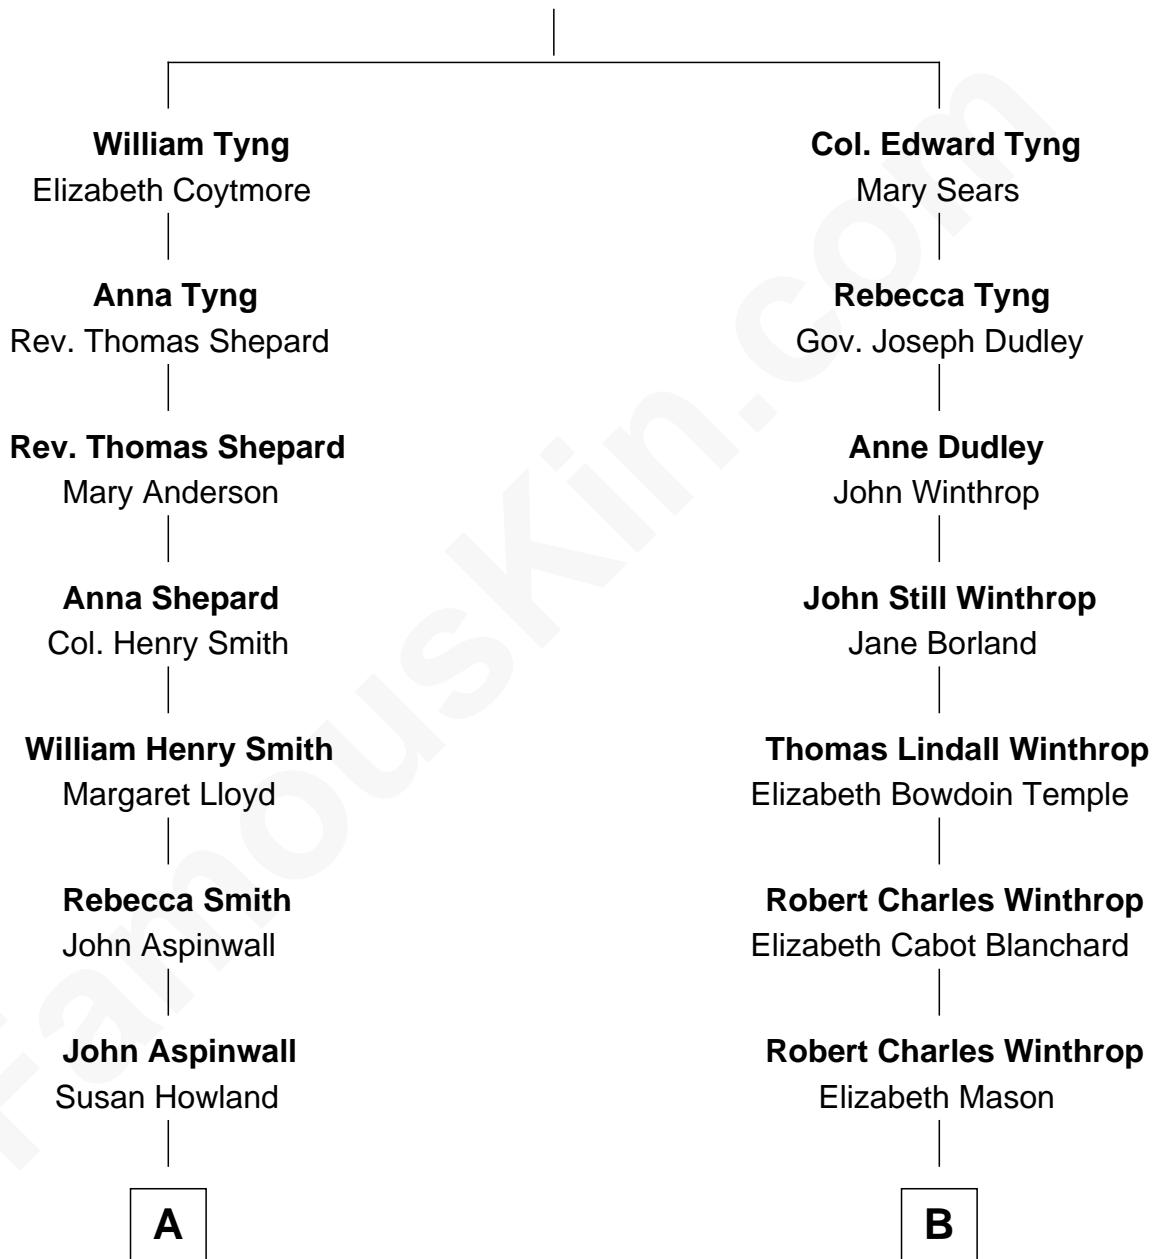 William Tyng
Elizabeth Coytmore
Anna Tyng
Rev. Thomas Shepard
Rev. Thomas Shepard
Mary Anderson
Anna Shepard
Col. Henry Smith
William Henry Smith
Margaret Lloyd
Rebecca Smith
John Aspinwall
John Aspinwall
Susan Howland
A
Col. Edward Tyng
Mary Sears
Rebecca Tyng
Gov. Joseph Dudley
Anne Dudley
John Winthrop
John Still Winthrop
Jane Borland
Thomas Lindall Winthrop
Elizabeth Bowdoin Temple
Robert Charles Winthrop
Elizabeth Cabot Blanchard
Robert Charles Winthrop
Elizabeth Mason
B
FamousKin.com